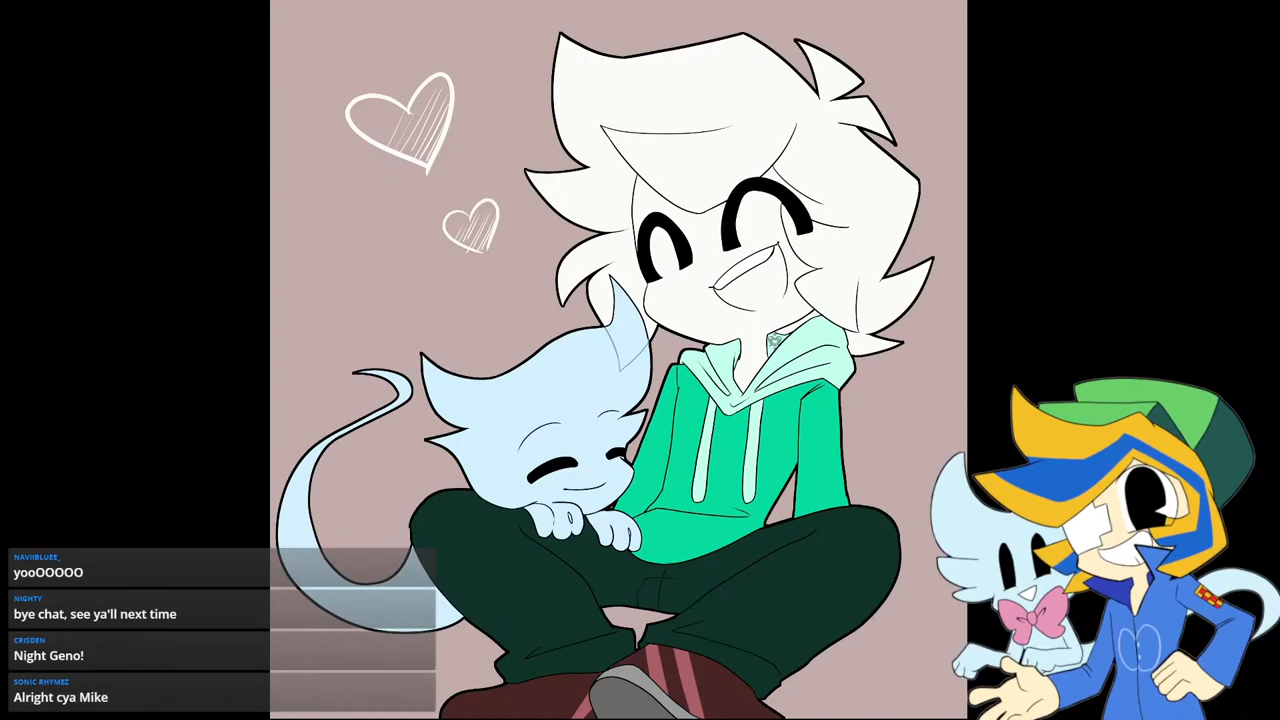 NAVIIBLUEE_
yooOOOOO
NIGHTY
bye chat, see ya'll next time
CRISDEN
Night Geno!
SONIC RHYMEZ
Alright cya Mike